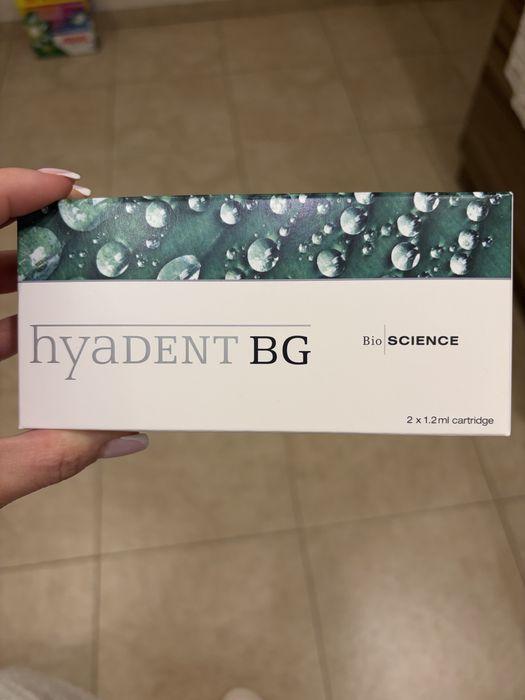 hyaDENT BG
Bio SCIENCE
2 x 1.2 ml cartridge